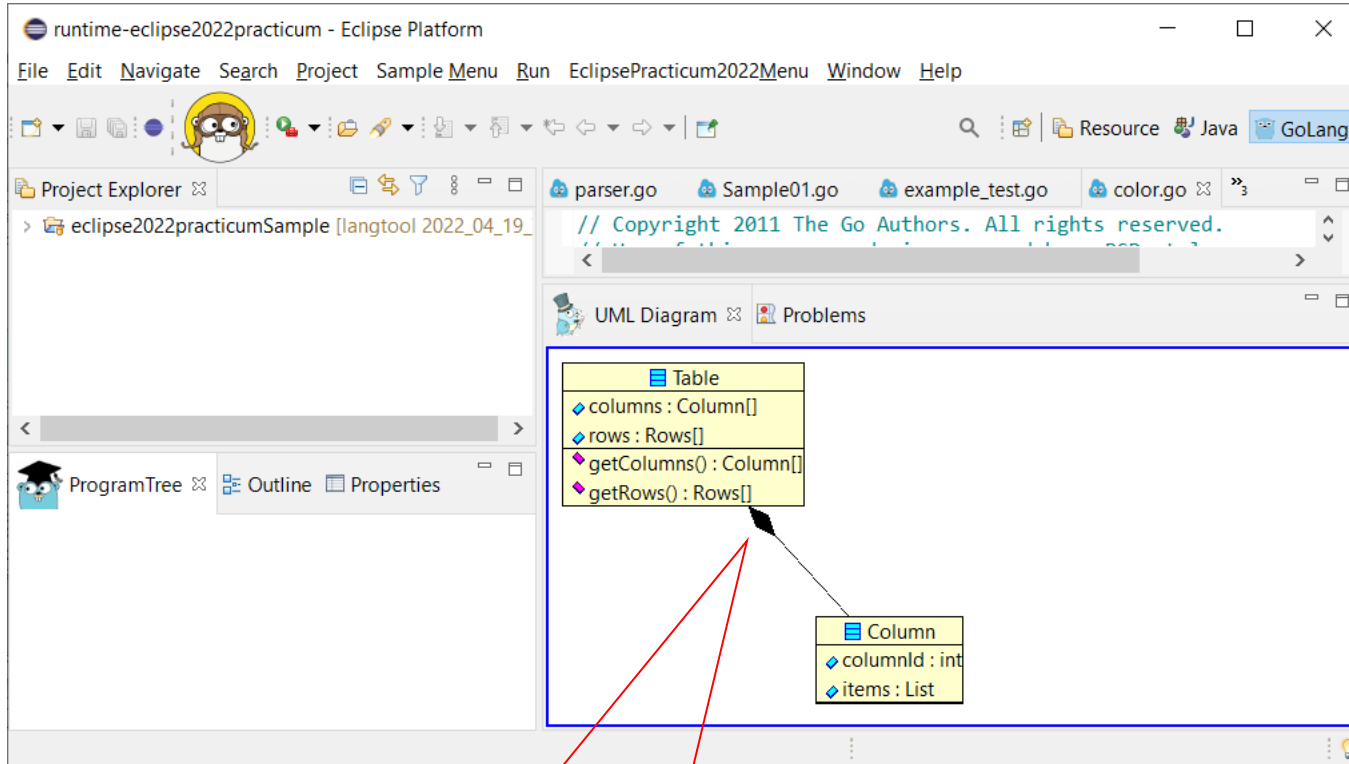 runtime-eclipse2022practicum - Eclipse Platform
File Edit Navigate Search Project Sample Menu Run EclipsePracticum2022Menu Window Help
Resource Java GoLang
Project Explorer
eclipse2022practicumSample [langtool 2022_04_19_
parser.go Sample01.go example_test.go color.go »3
// Copyright 2011 The Go Authors. All rights reserved.
UML Diagram Problems
Table
columns : Column[]
rows : Rows[]
getColumns() : Column[]
getRows() : Rows[]
ProgramTree Outline Properties
Column
columnId : int
items : List